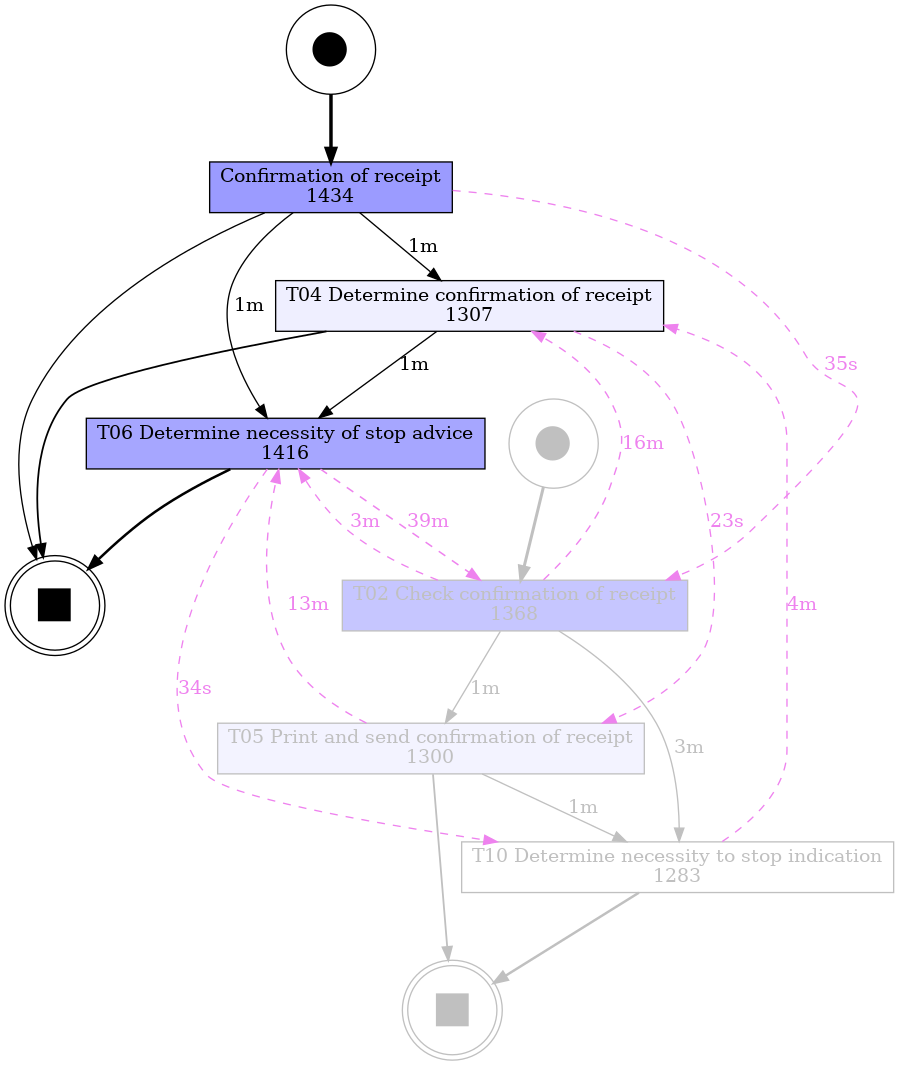 Confirmation of receipt
1434
1m
T04 Determine confirmation of receipt
1307
1m
1m
35s
T06 Determine necessity of stop advice
1416
16m
3m
39m
23s
T02 Check confirmation of receipt
1368
13m
4m
34s
1m
T05 Print and send confirmation of receipt
1300
3m
1m
T10 Determine necessity to stop indication
1283